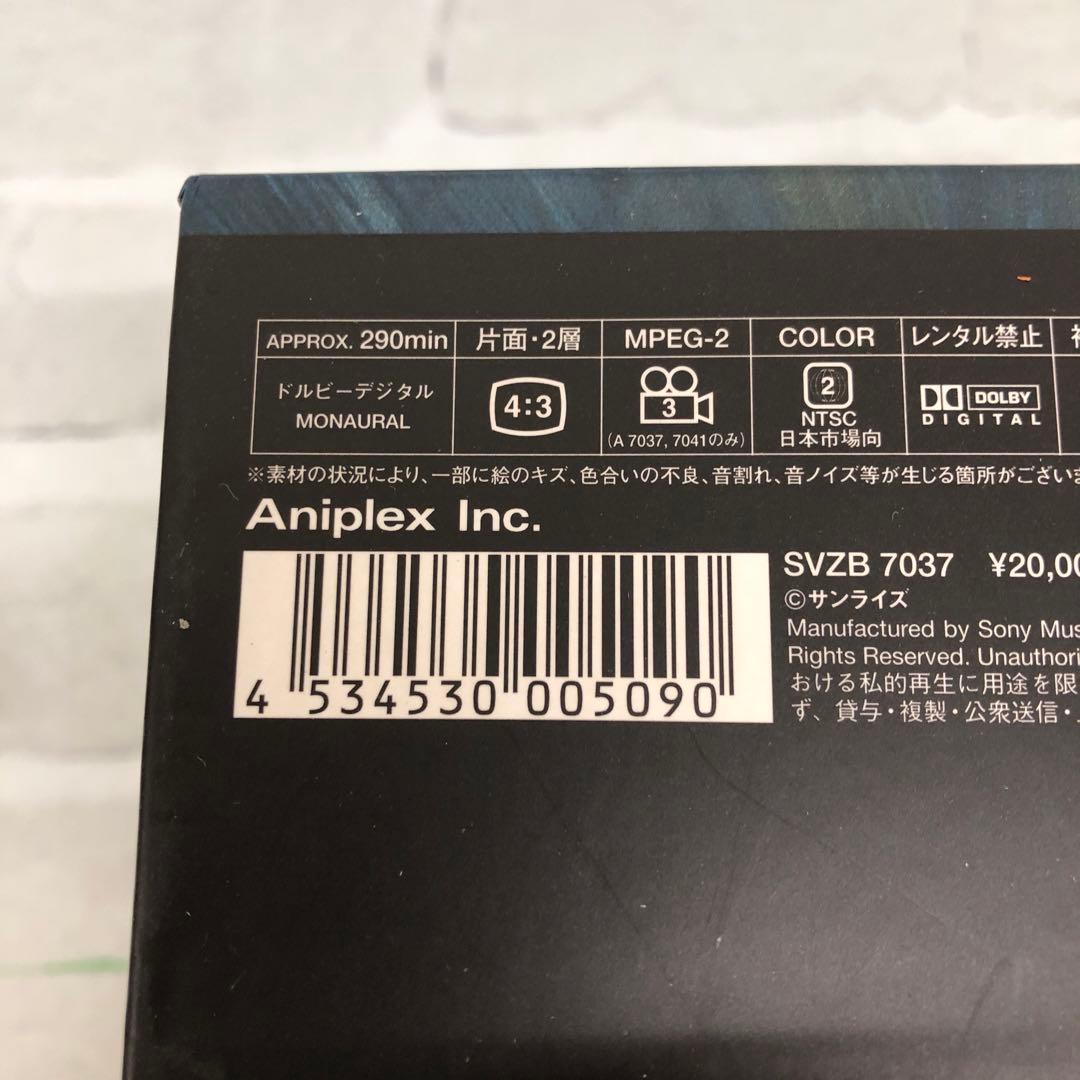 APPROX. 290min 片面・2層 MPEG-2 COLOR レンタル禁止
ドルビーデジタル
MONAURAL
4:3
3
(A 7037, 7041のみ)
2
NTSC
日本市場向
DOLBY
DIGITAL
※素材の状況により、一部に絵のキズ、色合いの不良、音割れ、音ノイズ等が生じる箇所がござい
Aniplex Inc.
4 534530 005090
SVZB 7037 ¥20,00
©サンライズ
Manufactured by Sony Mus
Rights Reserved. Unauthori
おける私的再生に用途を限
ず、貸与・複製・公衆送信・